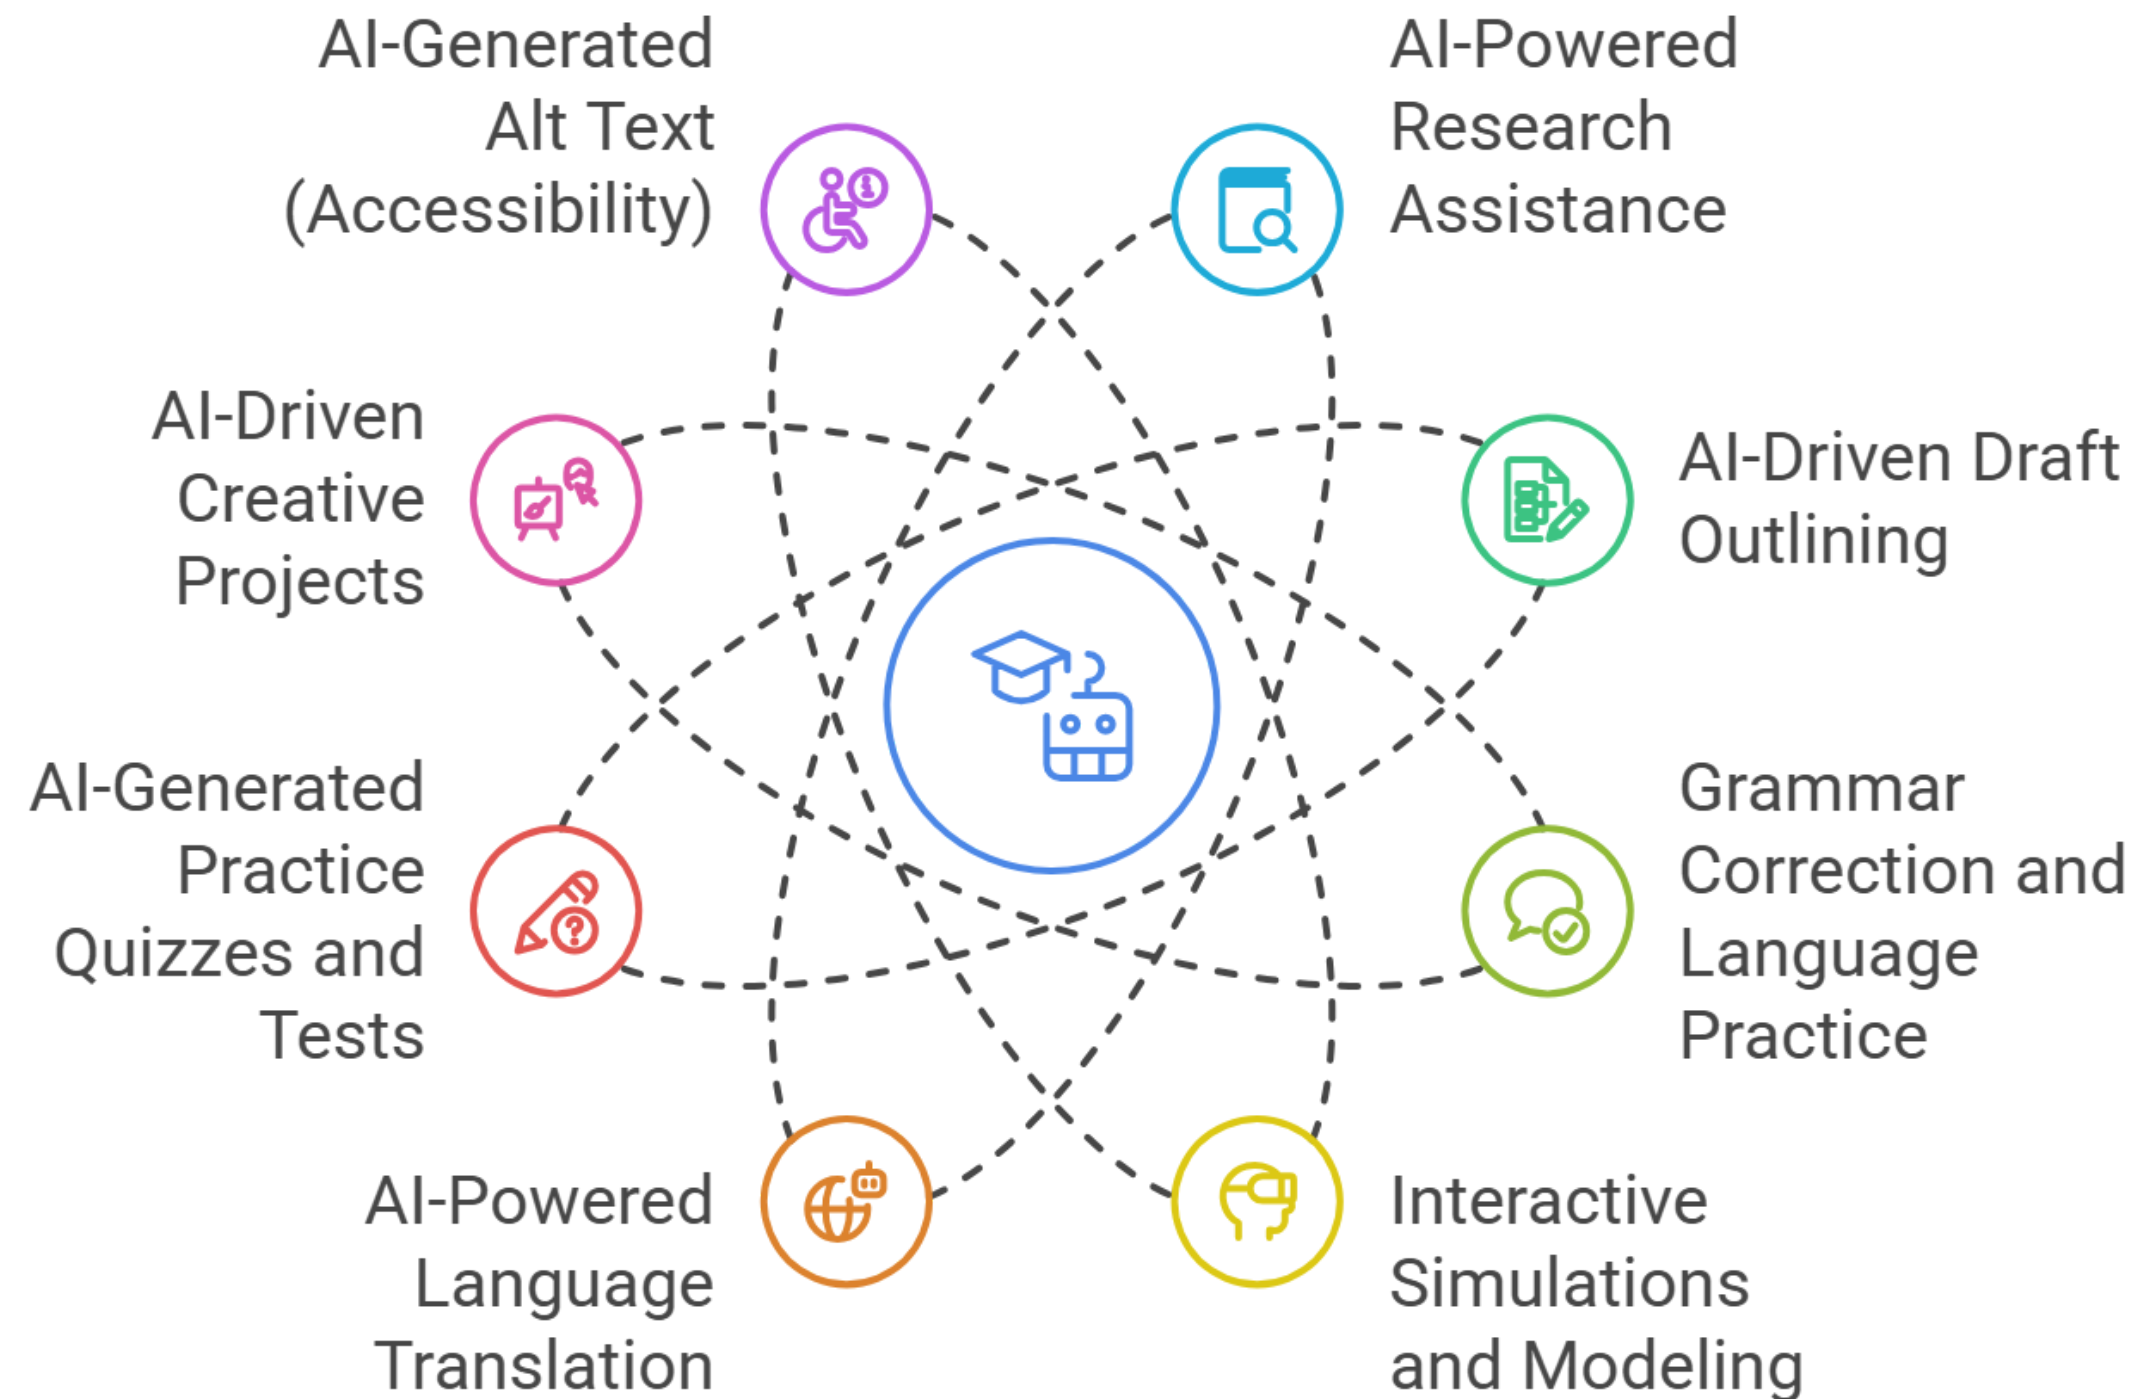 AI-Generated
Alt Text
(Accessibility)
AI-Powered
Research
Assistance
AI-Driven
Creative
Projects
AI-Driven Draft
Outlining
AI-Generated
Practice
Quizzes and
Tests
Grammar
Correction and
Language
Practice
AI-Powered
Language
Translation
Interactive
Simulations
and Modeling